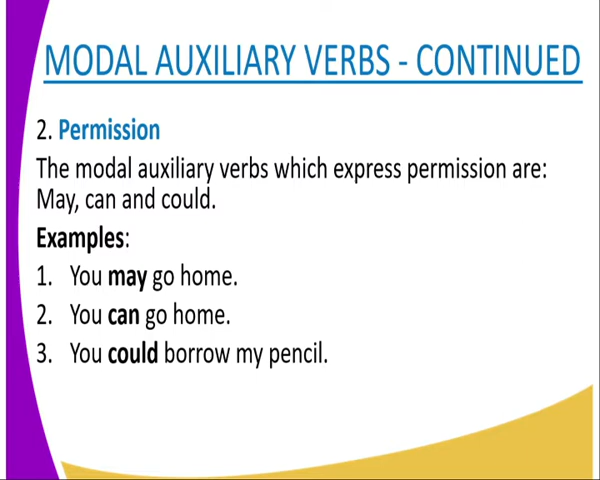 MODAL AUXILIARY VERBS - CONTINUED
2. Permission
The modal auxiliary verbs which express permission are:
May, can and could.
Examples:
1. You may go home.
2. You can go home.
3. You could borrow my pencil.